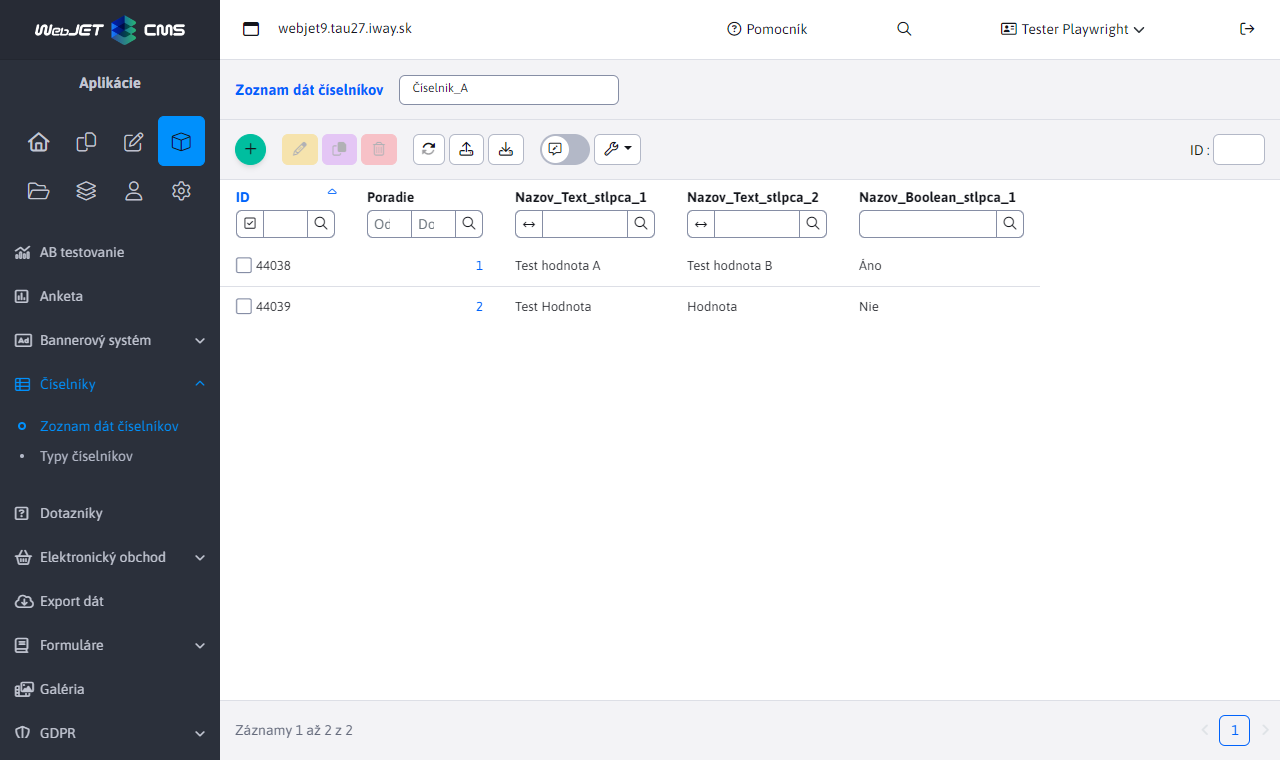 WebJET CMS
webjet9.tau27.iway.sk
Pomocník
Tester Playwright
Aplikácie
AB testovanie
Anketa
Bannerový systém
Číselníky
Zoznam dát číselníkov
Typy číselníkov
Dotazníky
Elektronický obchod
Export dát
Formuláre
Galéria
GDPR
Zoznam dát číselníkov
Číselník_A
ID :
ID Poradie Nazov_Text_stlpca_1 Nazov_Text_stlpca_2 Nazov_Boolean_stlpca_1
Od Do
44038 1 Test hodnota A Test hodnota B Áno
44039 2 Test Hodnota Hodnota Nie
Záznamy 1 až 2 z 2
1